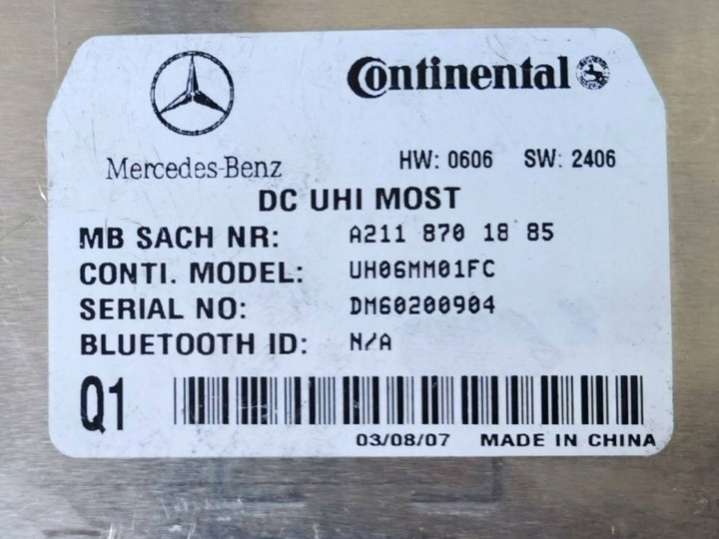 Continental
Mercedes-Benz
HW: 0606 SW: 2406
DC UHI MOST
MB SACH NR: A211 870 18 85
CONTI. MODEL: UH06MM01FC
SERIAL NO: DM60200904
BLUETOOTH ID: N/A
Q1
03/08/07 MADE IN CHINA